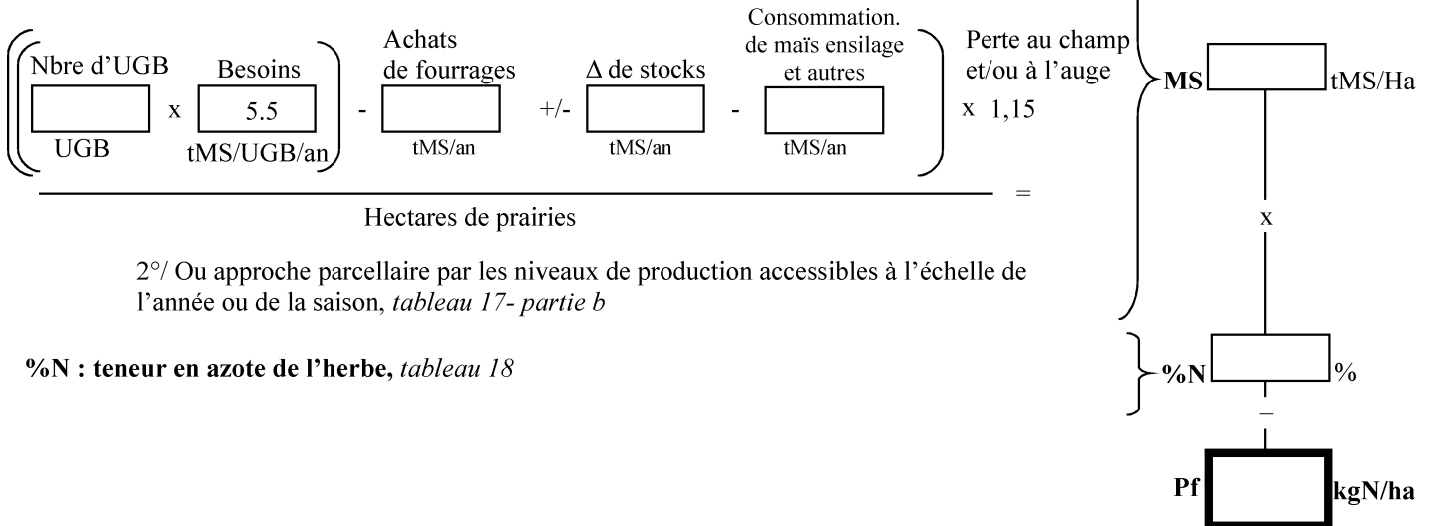 Nbre d'UGB
x
Besoins
5.5
UGB
tMS/UGB/an
-
Achats
de fourrages
tMS/an
+/-
Δ de stocks
tMS/an
-
Consommation.
de maïs ensilage
et autres
tMS/an
Perte au champ
et/ou à l'auge
x 1,15
Hectares de prairies
=
MS
tMS/Ha
x
2°/ Ou approche parcellaire par les niveaux de production accessibles à l'échelle de
l'année ou de la saison, tableau 17- partie b
%N : teneur en azote de l'herbe, tableau 18
%N
%
–
Pf
kgN/ha